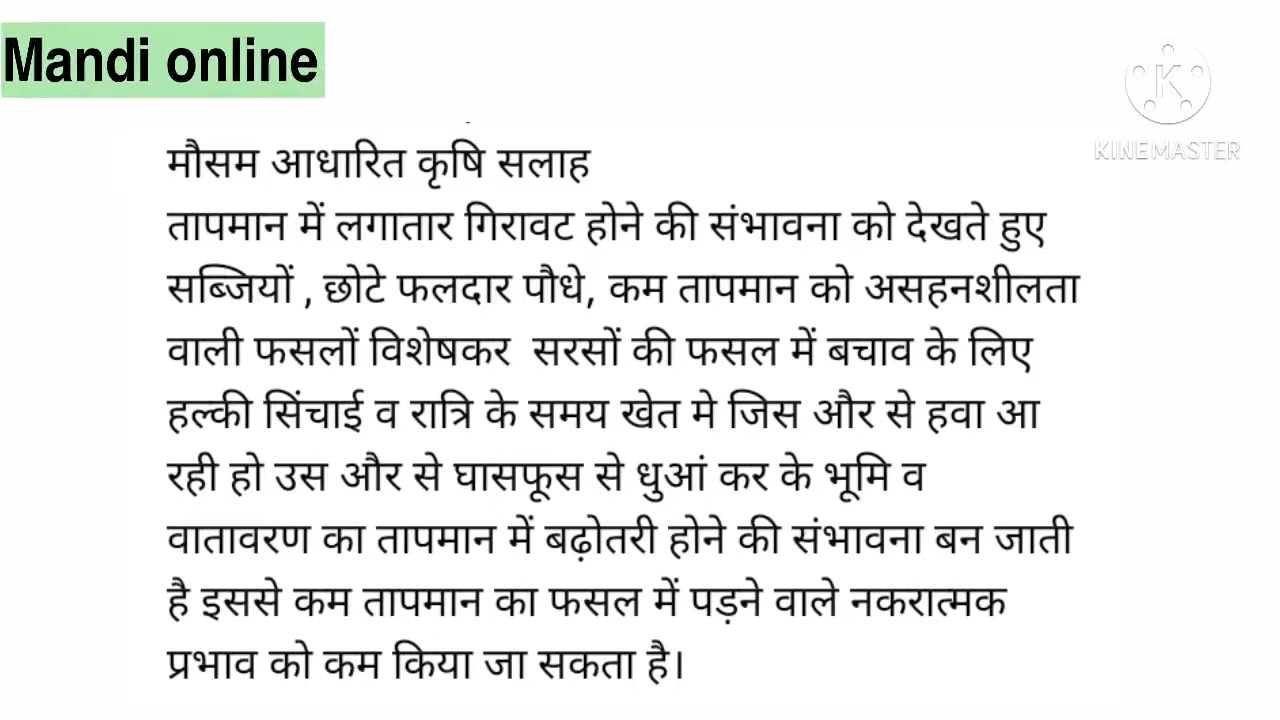 Mandi online
KINEMASTER
मौसम आधारित कृषि सलाह
तापमान में लगातार गिरावट होने की संभावना को देखते हुए
सब्जियों , छोटे फलदार पौधे, कम तापमान को असहनशीलता
वाली फसलों विशेषकर सरसों की फसल में बचाव के लिए
हल्की सिंचाई व रात्रि के समय खेत मे जिस और से हवा आ
रही हो उस और से घासफूस से धुआं कर के भूमि व
वातावरण का तापमान में बढ़ोतरी होने की संभावना बन जाती
है इससे कम तापमान का फसल में पड़ने वाले नकरात्मक
प्रभाव को कम किया जा सकता है।